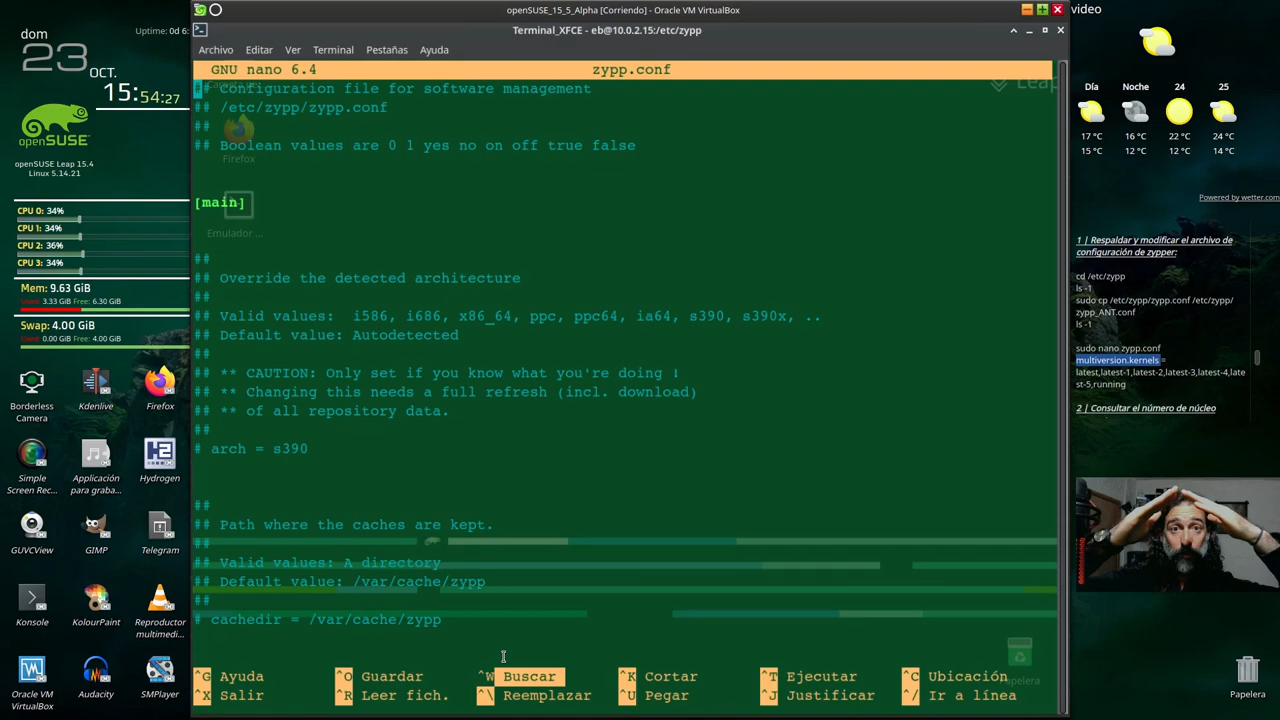 openSUSE_15_5_Alpha [Corriendo] - Oracle VM VirtualBox
video
dom
23
OCT.
15:54:27
Uptime: 0d 6:
openSUSE
openSUSE Leap 15.4
Linux 5.14.21
CPU 0: 34%
CPU 1: 34%
CPU 2: 36%
CPU 3: 34%
Mem: 9.63 GiB
Used: 3.33 GiB Free: 6.30 GiB
Swap: 4.00 GiB
Used: 0.00 GiB Free: 4.00 GiB
Borderless Camera
Kdenlive
Firefox
Simple Screen Rec...
Aplicación para graba...
Hydrogen
GUVCView
GIMP
Telegram
Konsole
KolourPaint
Reproductor multimedi...
Oracle VM VirtualBox
Audacity
SMPlayer
Terminal_XFCE - eb@10.0.2.15:/etc/zypp
Archivo Editar Ver Terminal Pestañas Ayuda
GNU nano 6.4 zypp.conf
## Configuration file for software management
## /etc/zypp/zypp.conf
##
## Boolean values are 0 1 yes no on off true false
Leap
Firefox
[main]
Emulador ...
##
## Override the detected architecture
##
## Valid values:  i586, i686, x86_64, ppc, ppc64, ia64, s390, s390x, ..
## Default value: Autodetected
##
## ** CAUTION: Only set if you know what you're doing !
## ** Changing this needs a full refresh (incl. download)
## ** of all repository data.
##
# arch = s390
##
## Path where the caches are kept.
##
## Valid values: A directory
## Default value: /var/cache/zypp
##
# cachedir = /var/cache/zypp
Papelera
^G Ayuda ^O Guardar ^W Buscar ^K Cortar ^T Ejecutar ^C Ubicación
^X Salir ^R Leer fich. ^\ Reemplazar ^U Pegar ^J Justificar ^/ Ir a línea
Día Noche 24 25
17 °C 16 °C 22 °C 24 °C
15 °C 12 °C 12 °C 14 °C
Powered by wetter.com
1 | Respaldar y modificar el archivo de
configuración de zypper:
cd /etc/zypp
ls -1
sudo cp /etc/zypp/zypp.conf /etc/zypp/
zypp_ANT.conf
ls -1
sudo nano zypp.conf
multiversion.kernels =
latest,latest-1,latest-2,latest-3,latest-4,late
st-5,running
2 | Consultar el número de núcleo
Papelera